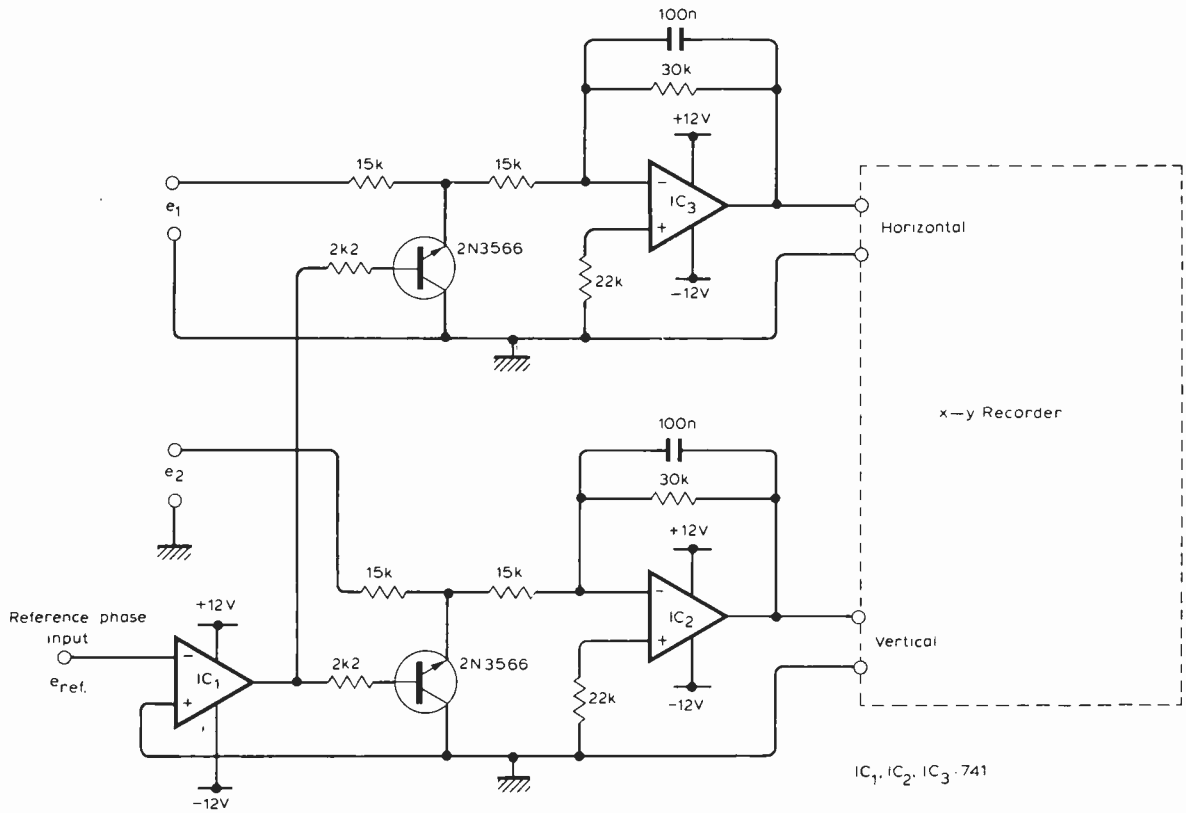 100n
30k
+12V
15k
15k
e1
IC3
−
+
Horizontal
2k2
2N3566
22k
-12V
x-y Recorder
100n
e2
30k
+12V
15k
15k
Reference phase
input
+12V
eref.
IC1
−
+
2k2
2N3566
IC2
−
+
Vertical
22k
-12V
-12V
IC1, IC2, IC3 · 741